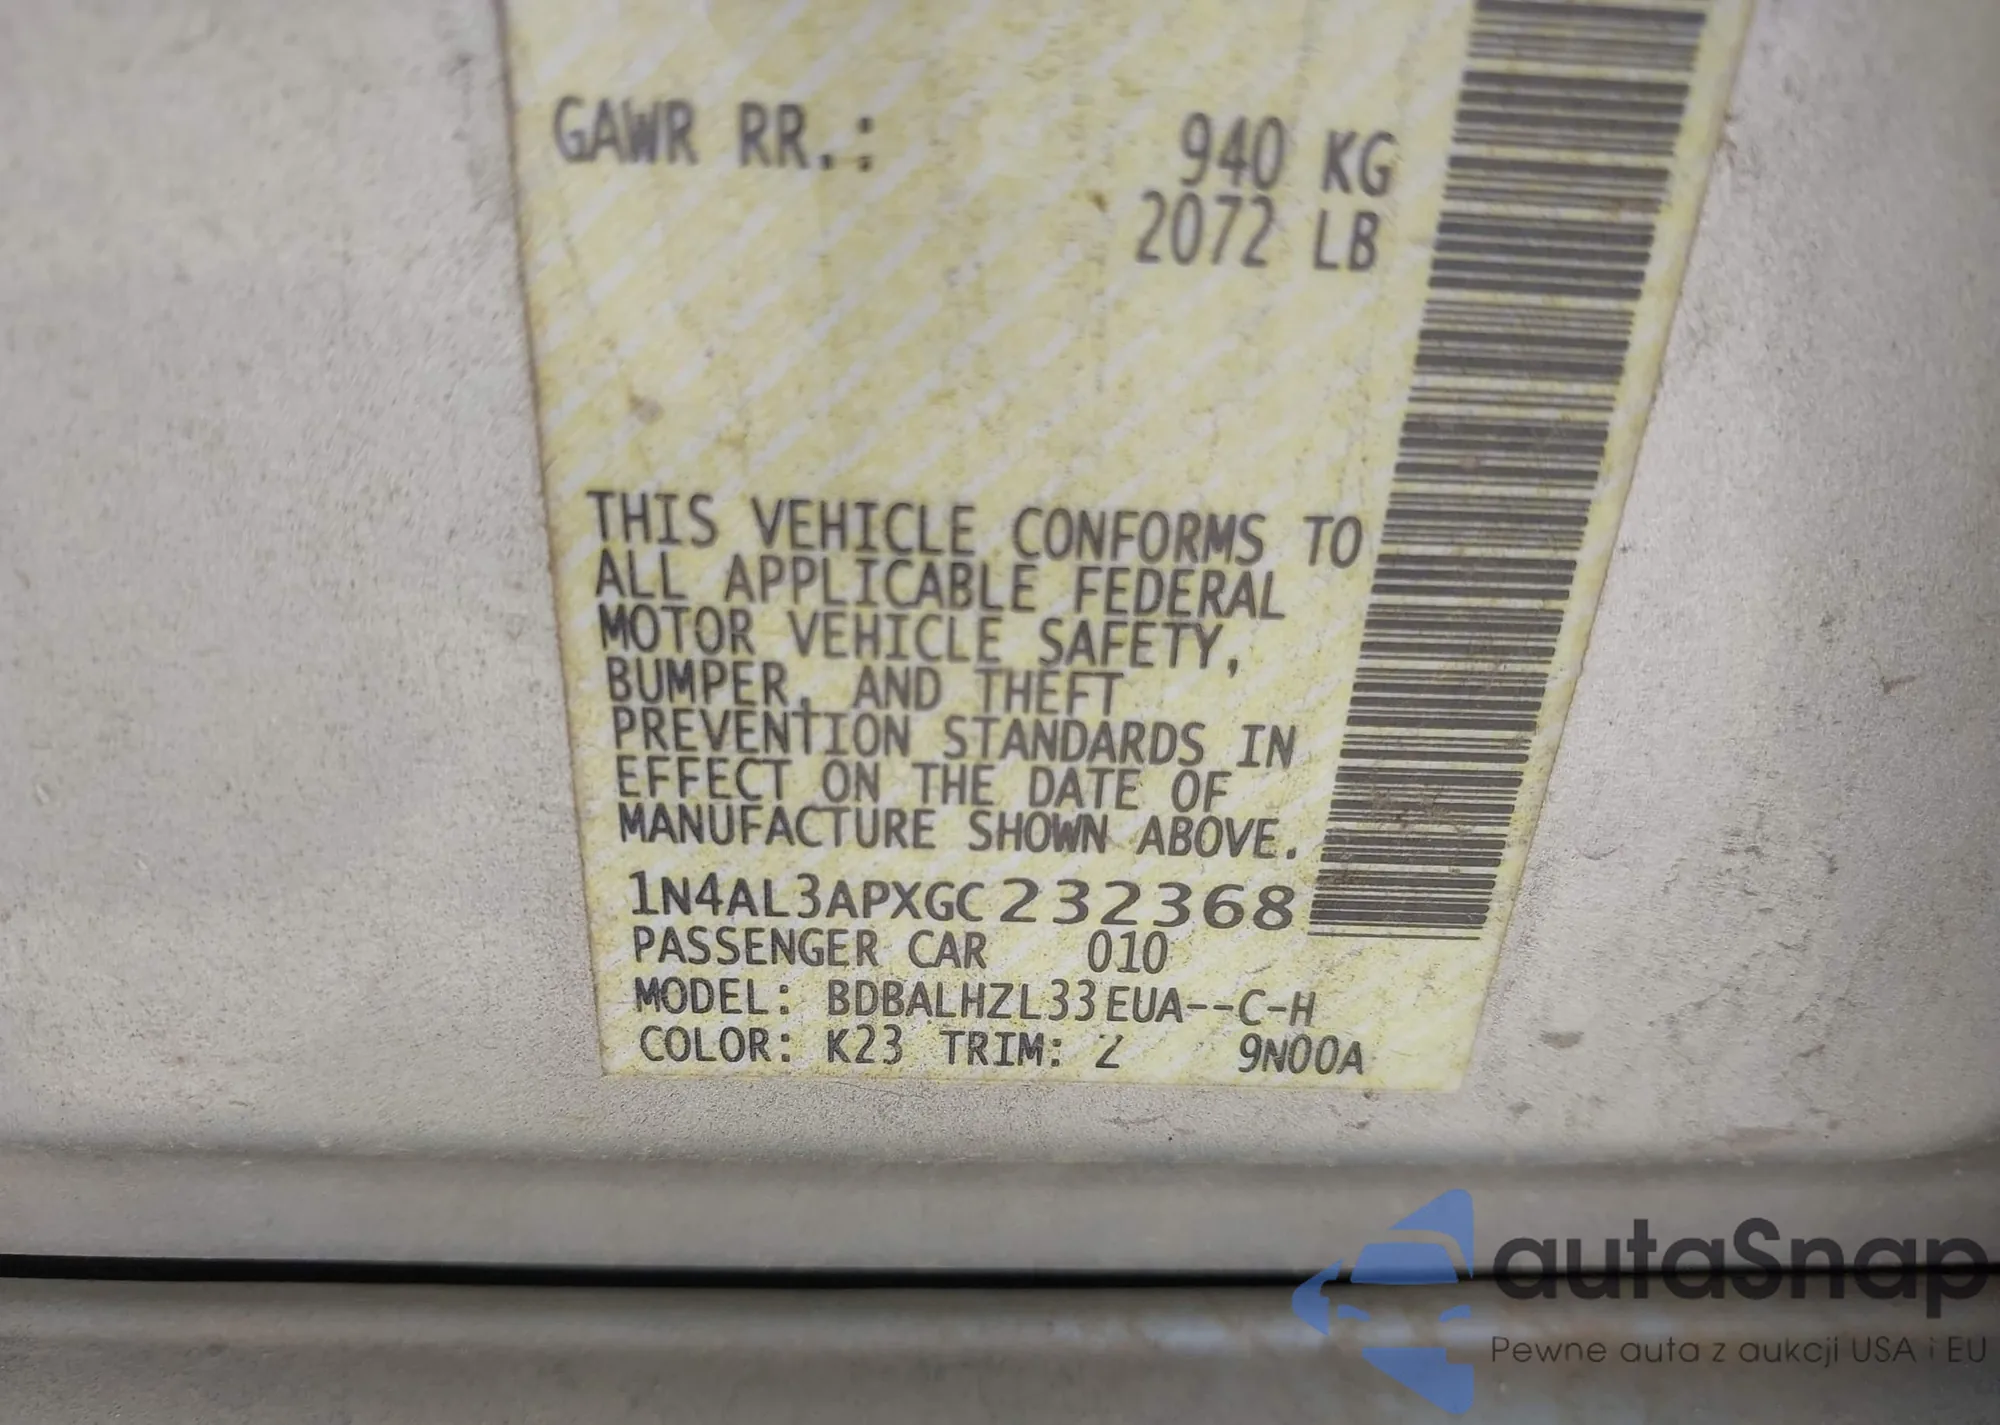 GAWR RR.: 940 KG
2072 LB
THIS VEHICLE CONFORMS TO
ALL APPLICABLE FEDERAL
MOTOR VEHICLE SAFETY,
BUMPER, AND THEFT
PREVENTION STANDARDS IN
EFFECT ON THE DATE OF
MANUFACTURE SHOWN ABOVE.
1N4AL3APXGC232368
PASSENGER CAR 010
MODEL: BDBALHZL33EUA--C-H
COLOR: K23 TRIM: Z 9N00A
autaSnap
Pewne auta z aukcji USA i EU